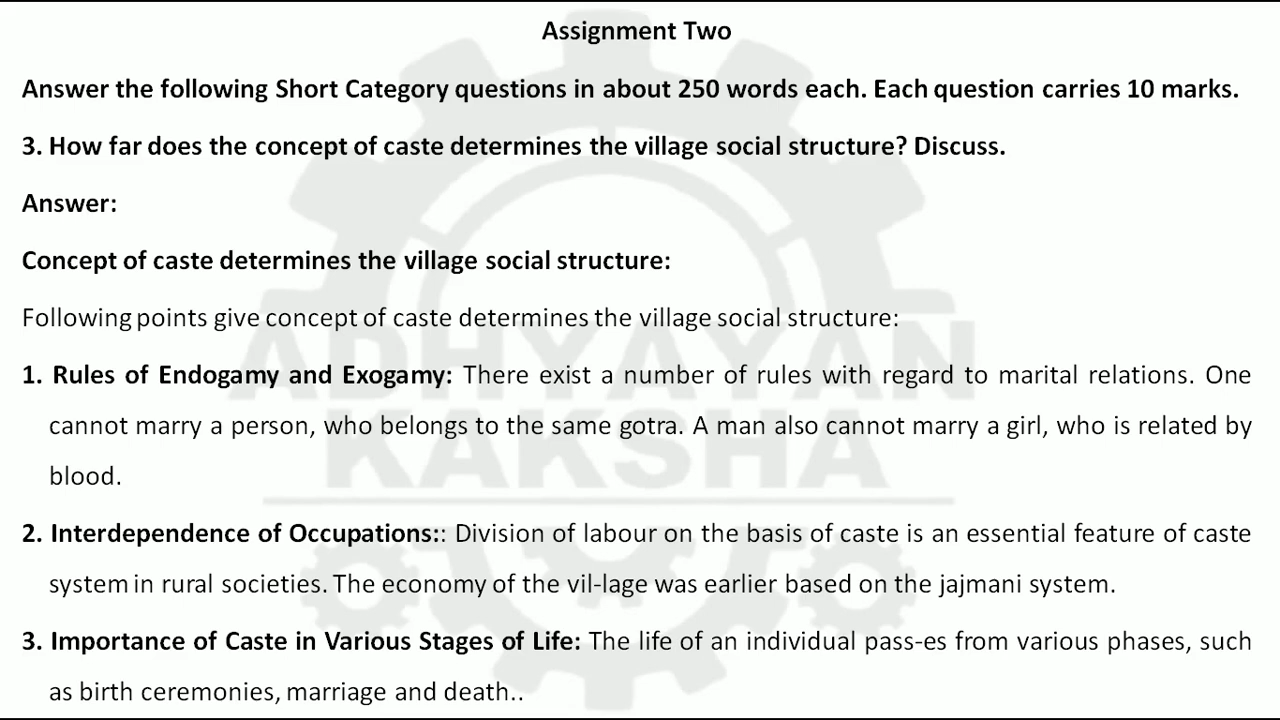 Assignment Two
Answer the following Short Category questions in about 250 words each. Each question carries 10 marks.
3. How far does the concept of caste determines the village social structure? Discuss.
Answer:
Concept of caste determines the village social structure:
Following points give concept of caste determines the village social structure:
1. Rules of Endogamy and Exogamy: There exist a number of rules with regard to marital relations. One
cannot marry a person, who belongs to the same gotra. A man also cannot marry a girl, who is related by
blood.
2. Interdependence of Occupations:: Division of labour on the basis of caste is an essential feature of caste
system in rural societies. The economy of the vil-lage was earlier based on the jajmani system.
3. Importance of Caste in Various Stages of Life: The life of an individual pass-es from various phases, such
as birth ceremonies, marriage and death..
ADHYAYAN
KAKSHA